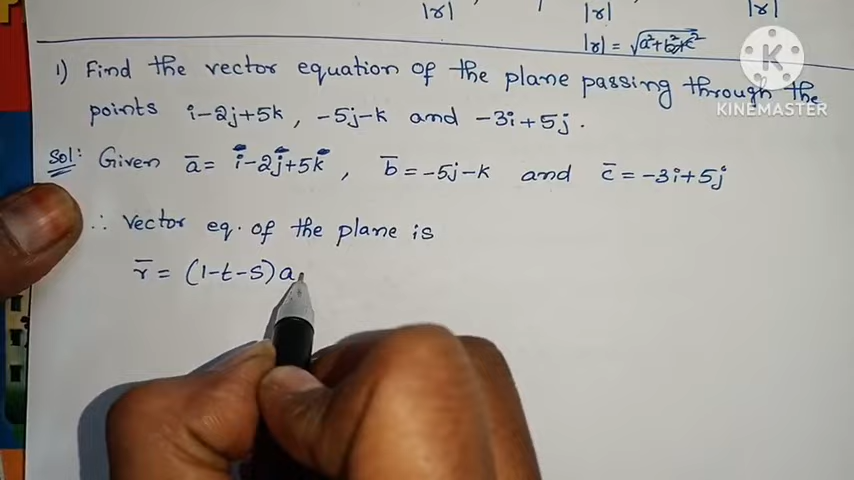 |r| |r| |r|
|r| = √a²+b²+c²
K
KINEMASTER
1) Find the vector equation of the plane passing through the
points i-2j+5k, -5j-k and -3i+5j.
Sol: Given a̅ = i-2j+5k, b̅ = -5j-k and c̅ = -3i+5j
∴ Vector eq. of the plane is
r̅ = (1-t-s)a